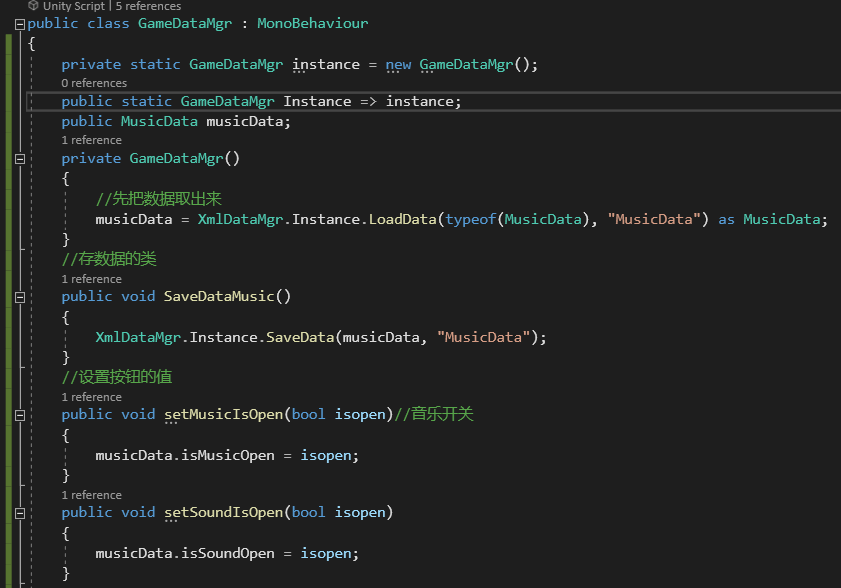 Unity Script | 5 references
public class GameDataMgr : MonoBehaviour
{
private static GameDataMgr instance = new GameDataMgr();
0 references
public static GameDataMgr Instance => instance;
public MusicData musicData;
1 reference
private GameDataMgr()
{
//先把数据取出来
musicData = XmlDataMgr.Instance.LoadData(typeof(MusicData), "MusicData") as MusicData;
}
//存数据的类
1 reference
public void SaveDataMusic()
{
XmlDataMgr.Instance.SaveData(musicData, "MusicData");
}
//设置按钮的值
1 reference
public void setMusicIsOpen(bool isopen)//音乐开关
{
musicData.isMusicOpen = isopen;
}
1 reference
public void setSoundIsOpen(bool isopen)
{
musicData.isSoundOpen = isopen;
}